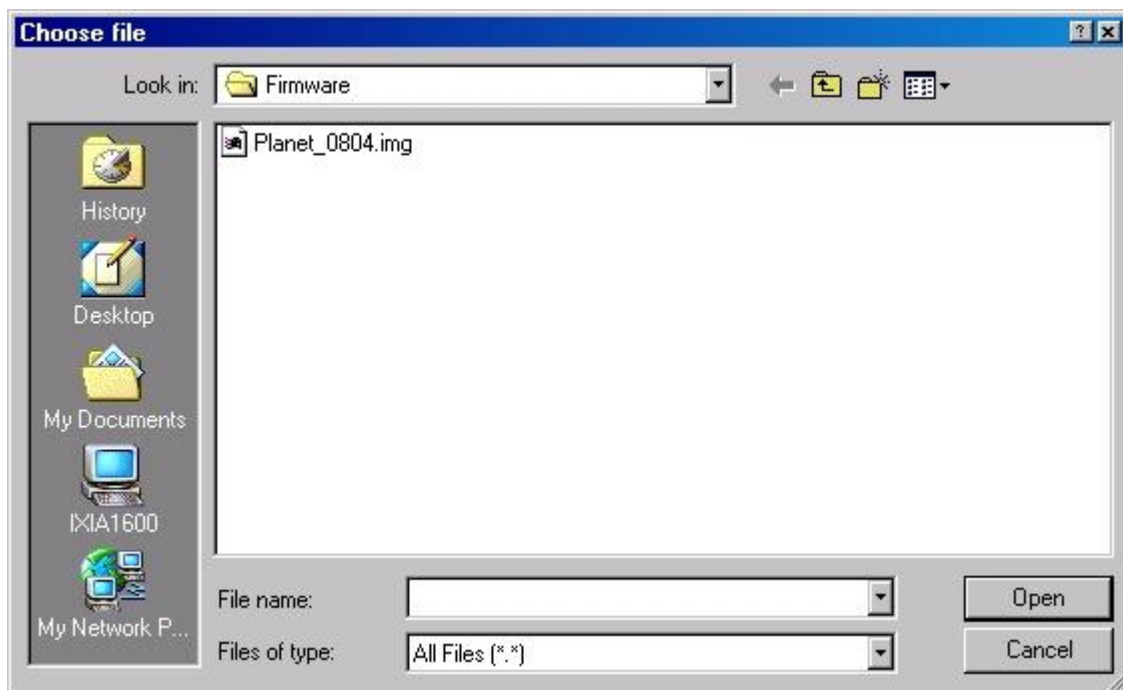 Choose file
Look in: Firmware
Planet_0804.img
History
Desktop
My Documents
IXIA1600
My Network P...
File name:
Open
Files of type: All Files (*.*)
Cancel